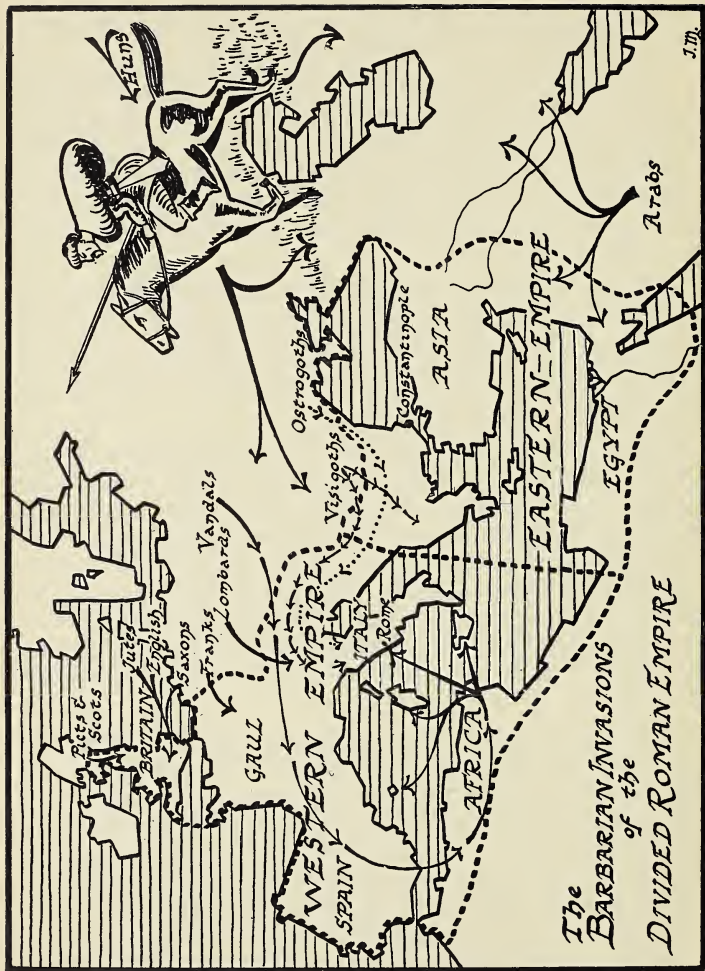 The
BARBARIAN INVASIONS
of the
DIVIDED ROMAN EMPIRE
Picts &
Scots
BRITAIN
Jutes
English
Saxons
Franks
Lombards
Vandals
Visigoths
Ostrogoths
Huns
GAUL
WESTERN EMPIRE
SPAIN
ITALY
Rome
AFRICA
Constantinople
ASIA
EASTERN-EMPIRE
EGYPT
Arabs
J.M.